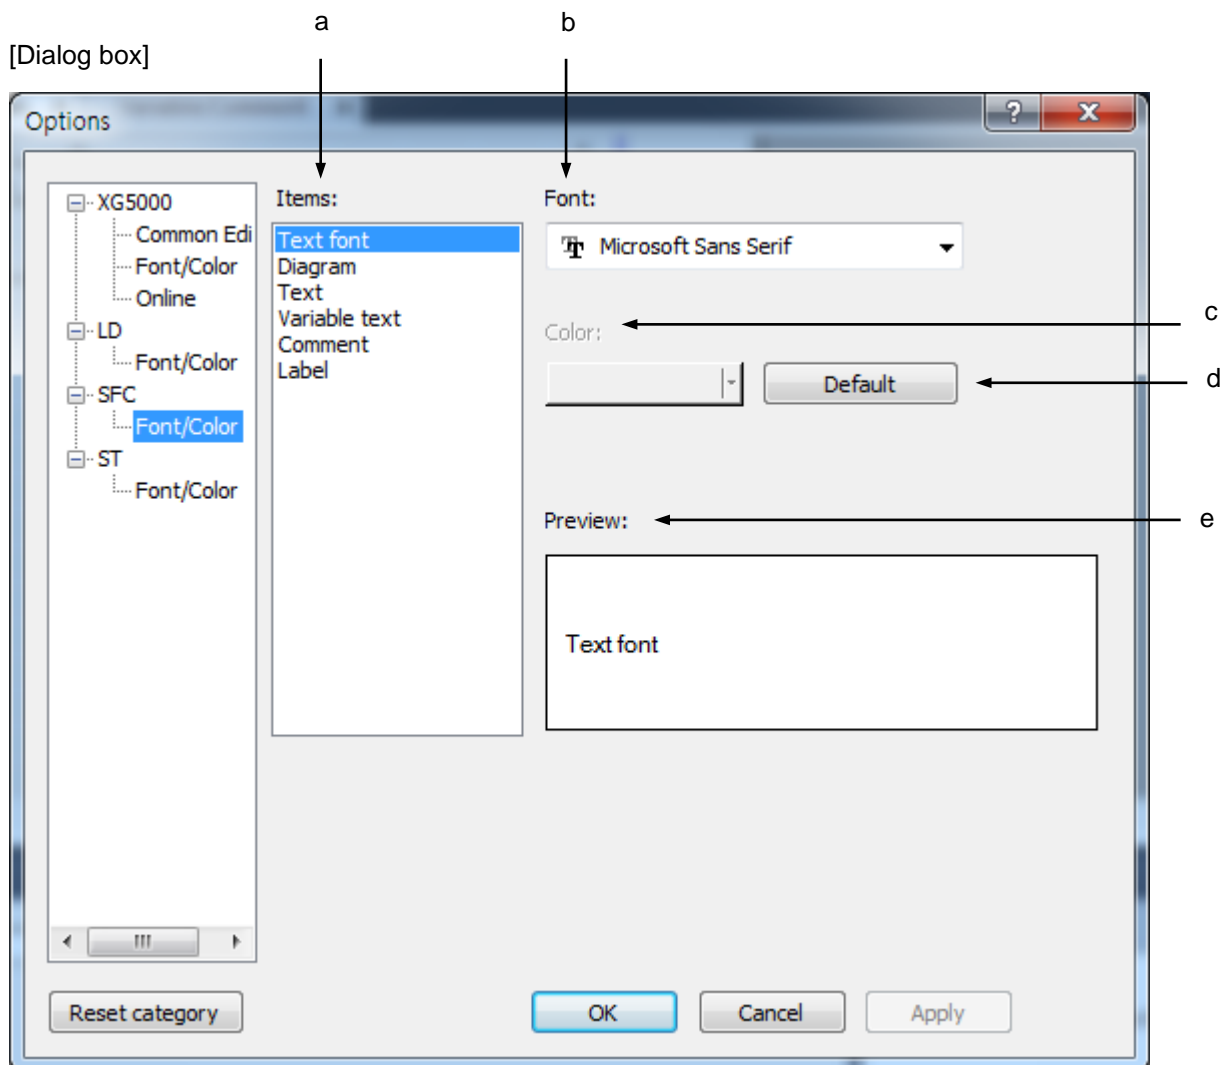 a
b
[Dialog box]
Options
?
x
XG5000
Common Edi
Font/Color
Online
LD
Font/Color
SFC
Font/Color
ST
Font/Color
Items:
Text font
Diagram
Text
Variable text
Comment
Label
Font:
Microsoft Sans Serif
Color:
c
Default
d
Preview:
e
Text font
Reset category
OK
Cancel
Apply